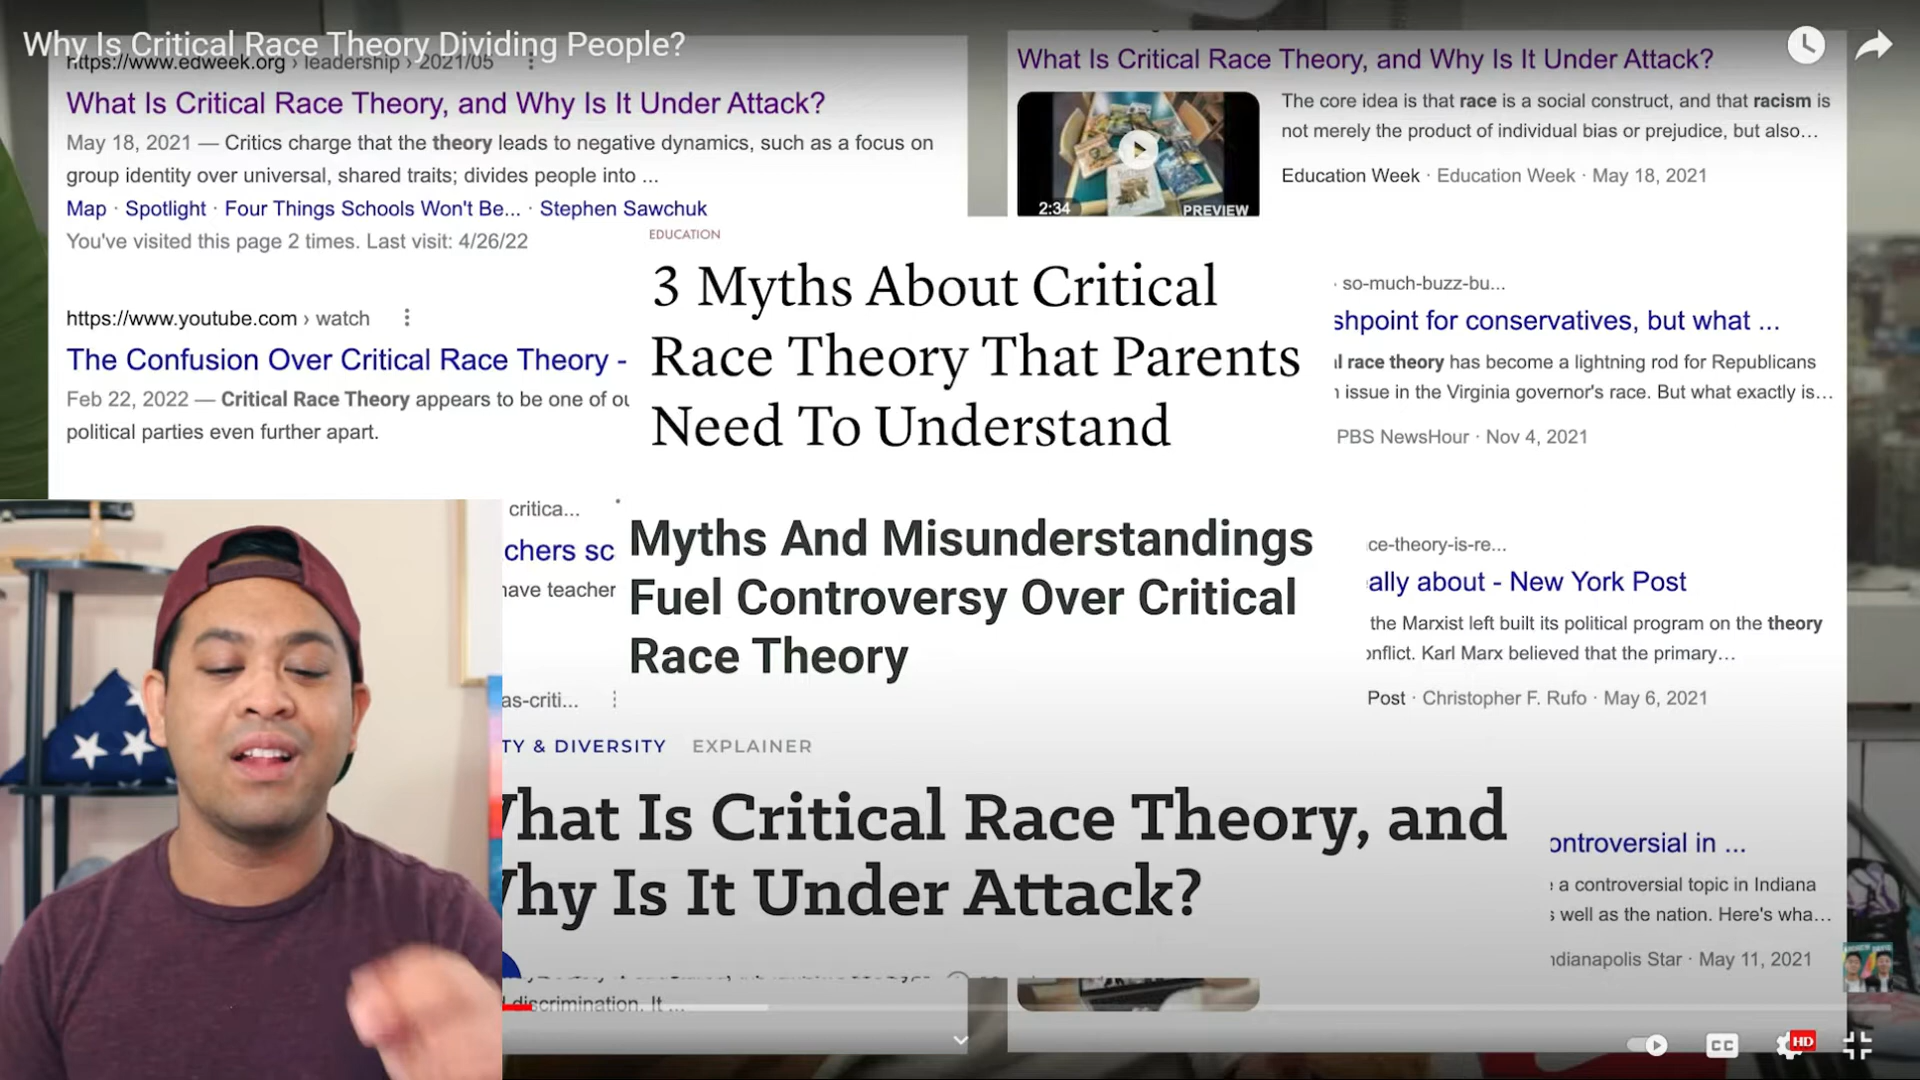 Why Is Critical Race Theory Dividing People?
https://www.edweek.org › leadership › 2021/05
What Is Critical Race Theory, and Why Is It Under Attack?
May 18, 2021 — Critics charge that the theory leads to negative dynamics, such as a focus on
group identity over universal, shared traits; divides people into ...
Map · Spotlight · Four Things Schools Won't Be... · Stephen Sawchuk
You've visited this page 2 times. Last visit: 4/26/22
https://www.youtube.com › watch
The Confusion Over Critical Race Theory -
Feb 22, 2022 — Critical Race Theory appears to be one of ou
political parties even further apart.
What Is Critical Race Theory, and Why Is It Under Attack?
The core idea is that race is a social construct, and that racism is
not merely the product of individual bias or prejudice, but also...
2:34
PREVIEW
Education Week · Education Week · May 18, 2021
EDUCATION
3 Myths About Critical
Race Theory That Parents
Need To Understand
so-much-buzz-bu...
shpoint for conservatives, but what ...
l race theory has become a lightning rod for Republicans
issue in the Virginia governor's race. But what exactly is...
PBS NewsHour · Nov 4, 2021
critica...
chers sc
have teacher
Myths And Misunderstandings
Fuel Controversy Over Critical
Race Theory
ce-theory-is-re...
ally about - New York Post
the Marxist left built its political program on the theory
onflict. Karl Marx believed that the primary...
Post · Christopher F. Rufo · May 6, 2021
as-criti...
TY & DIVERSITY EXPLAINER
What Is Critical Race Theory, and
Why Is It Under Attack?
ontroversial in ...
a controversial topic in Indiana
s well as the nation. Here's wha...
ndianapolis Star · May 11, 2021
discrimination. It ...
CC
HD